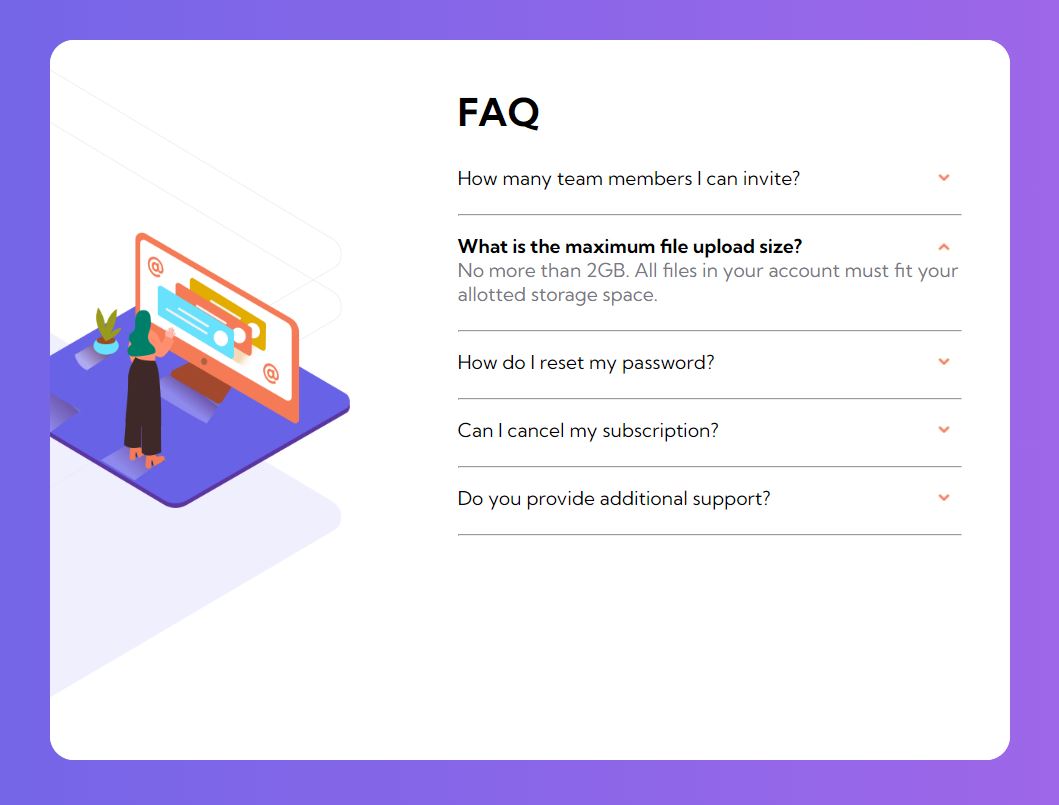 FAQ
How many team members I can invite?
What is the maximum file upload size?
No more than 2GB. All files in your account must fit your
allotted storage space.
@
How do I reset my password?
@
Can I cancel my subscription?
Do you provide additional support?